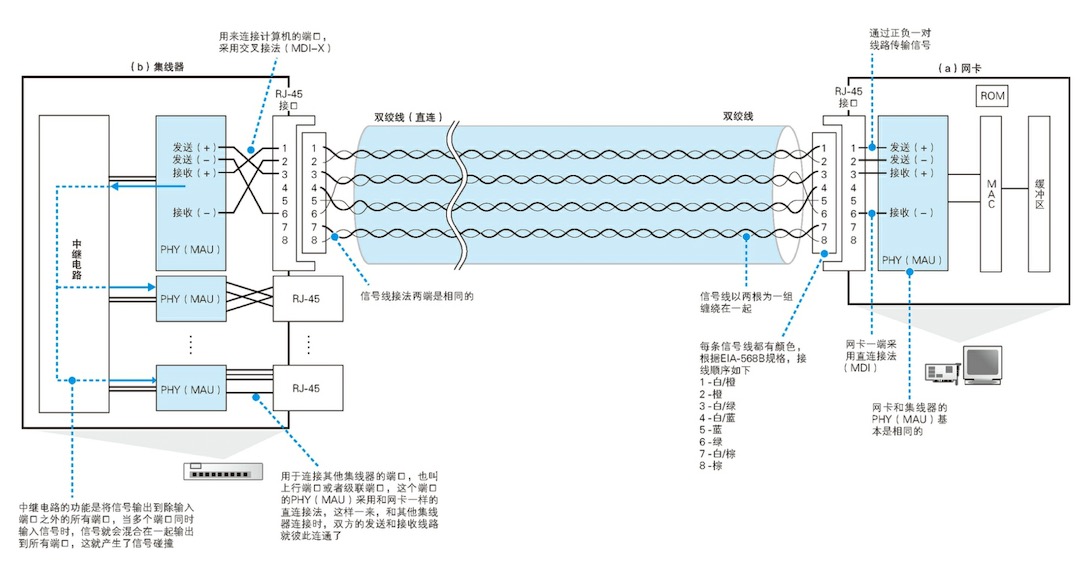 用来连接计算机的端口，
采用交叉接法（MDI-X）
通过正负一对
线路传输信号
（b）集线器
（a）网卡
RJ-45
接口
双绞线（直连）
双绞线
RJ-45
接口
ROM
发送（+）
发送（-）
接收（+）
接收（-）
PHY（MAU）
1
2
3
4
5
6
7
8
1
2
3
4
5
6
7
8
1
2
3
4
5
6
7
8
1
2
3
4
5
6
7
8
发送（+）
发送（-）
接收（+）
接收（-）
PHY（MAU）
MAC
缓冲区
中继电路
PHY（MAU）
RJ-45
PHY（MAU）
RJ-45
信号线接法两端是相同的
信号线以两根为一组
缠绕在一起
每条信号线都有颜色，
根据EIA-568B规格，接
线顺序如下
1-白/橙
2-橙
3-白/绿
4-白/蓝
5-蓝
6-绿
7-白/棕
8-棕
网卡一端采
用直连接法
（MDI）
网卡和集线器的
PHY（MAU）基
本是相同的
用于连接其他集线器的端口，也叫
上行端口或者级联端口，这个端口
的PHY（MAU）采用和网卡一样的
直连接法，这样一来，和其他集线
器连接时，双方的发送和接收线路
就彼此连通了
中继电路的功能是将信号输出到除输入
端口之外的所有端口，当多个端口同时
输入信号时，信号就会混合在一起输出
到所有端口，这就产生了信号碰撞